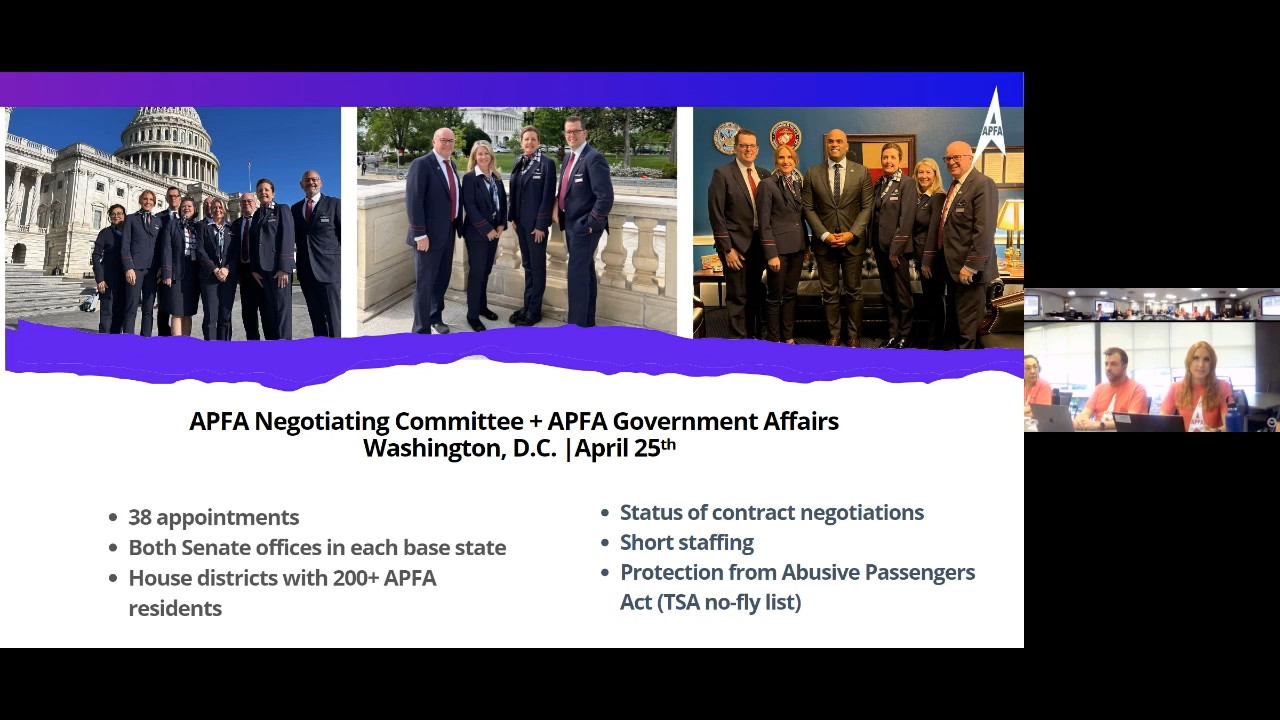 APFA
APFA Negotiating Committee + APFA Government Affairs
Washington, D.C. |April 25th
• 38 appointments
• Both Senate offices in each base state
• House districts with 200+ APFA
residents
• Status of contract negotiations
• Short staffing
• Protection from Abusive Passengers
Act (TSA no-fly list)
APFA